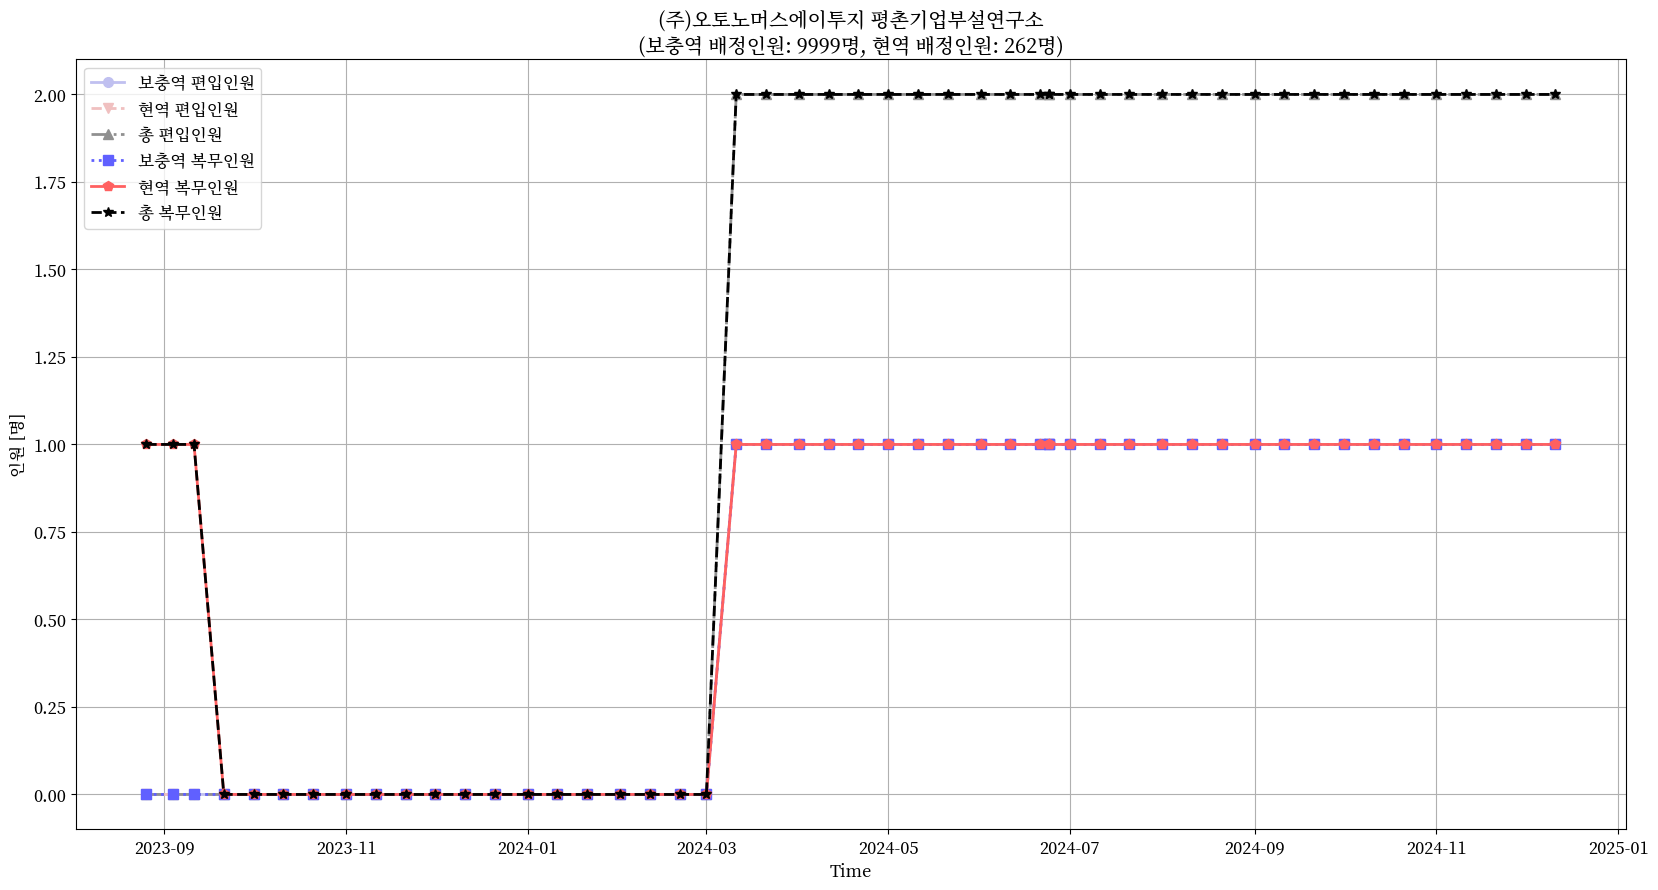 (주)오토노머스에이투지 평촌기업부설연구소
(보충역 배정인원: 9999명, 현역 배정인원: 262명)
보충역 편입인원
현역 편입인원
총 편입인원
보충역 복무인원
현역 복무인원
총 복무인원
2.00
1.75
1.50
1.25
1.00
0.75
0.50
0.25
0.00
인원 [명]
2023-09
2023-11
2024-01
2024-03
2024-05
2024-07
2024-09
2024-11
2025-01
Time